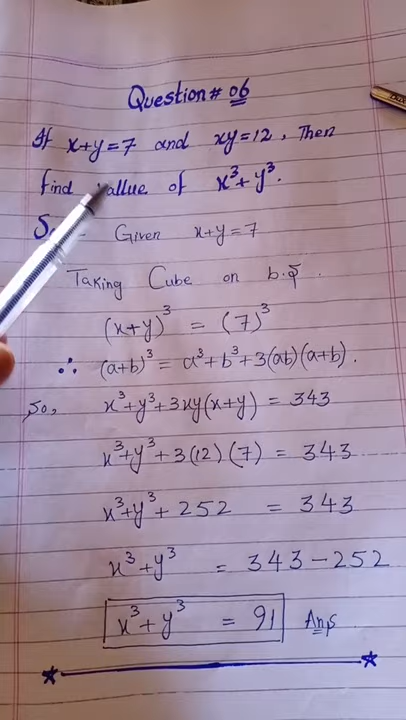 Question # 06
If x+y=7 and xy=12, Then
find vallue of x³+y³.
Given x+y=7
Taking Cube on b.s.
(x+y)³ = (7)³
∴ (a+b)³ = a³+b³+3(ab)(a+b).
So, x³+y³+3xy(x+y) = 343
x³+y³+3(12)(7) = 343
x³+y³+252 = 343
x³+y³ = 343-252
x³+y³ = 91 Ans